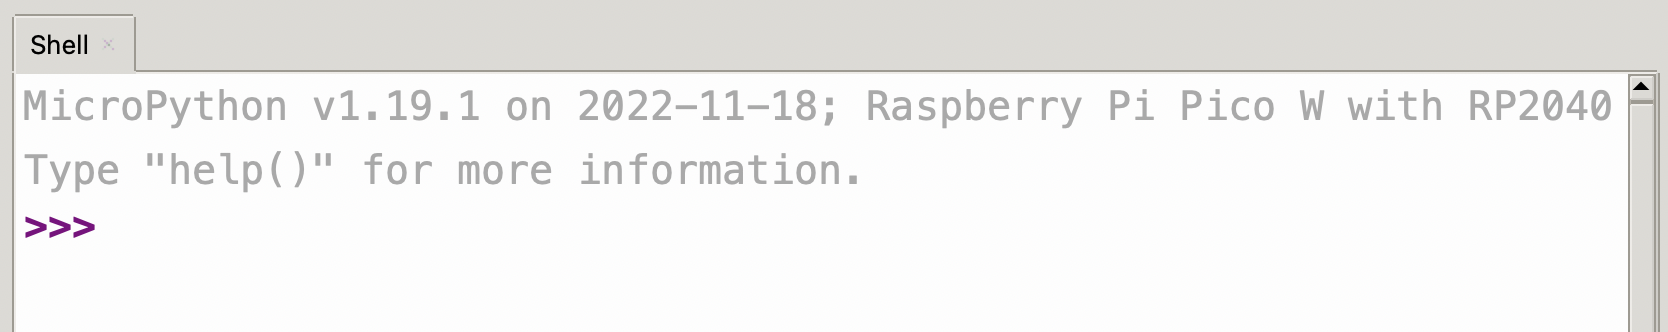 Shell
MicroPython v1.19.1 on 2022-11-18; Raspberry Pi Pico W with RP2040
Type "help()" for more information.
>>>